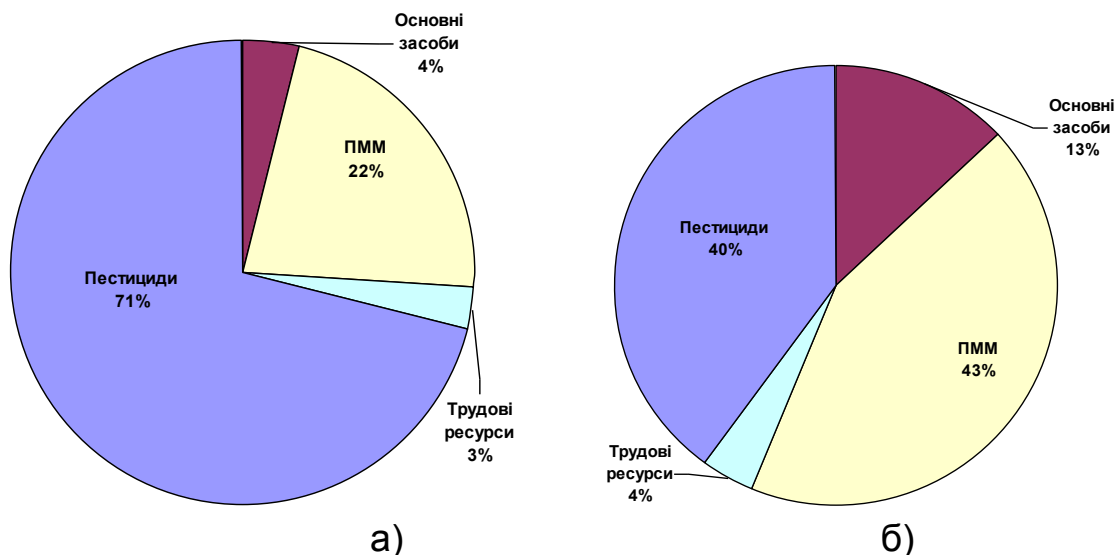 Основні
засоби
4%
ПММ
22%
Пестициди
71%
Трудові
ресурси
3%
а)
Основні
засоби
13%
Пестициди
40%
ПММ
43%
Трудові
ресурси
4%
б)